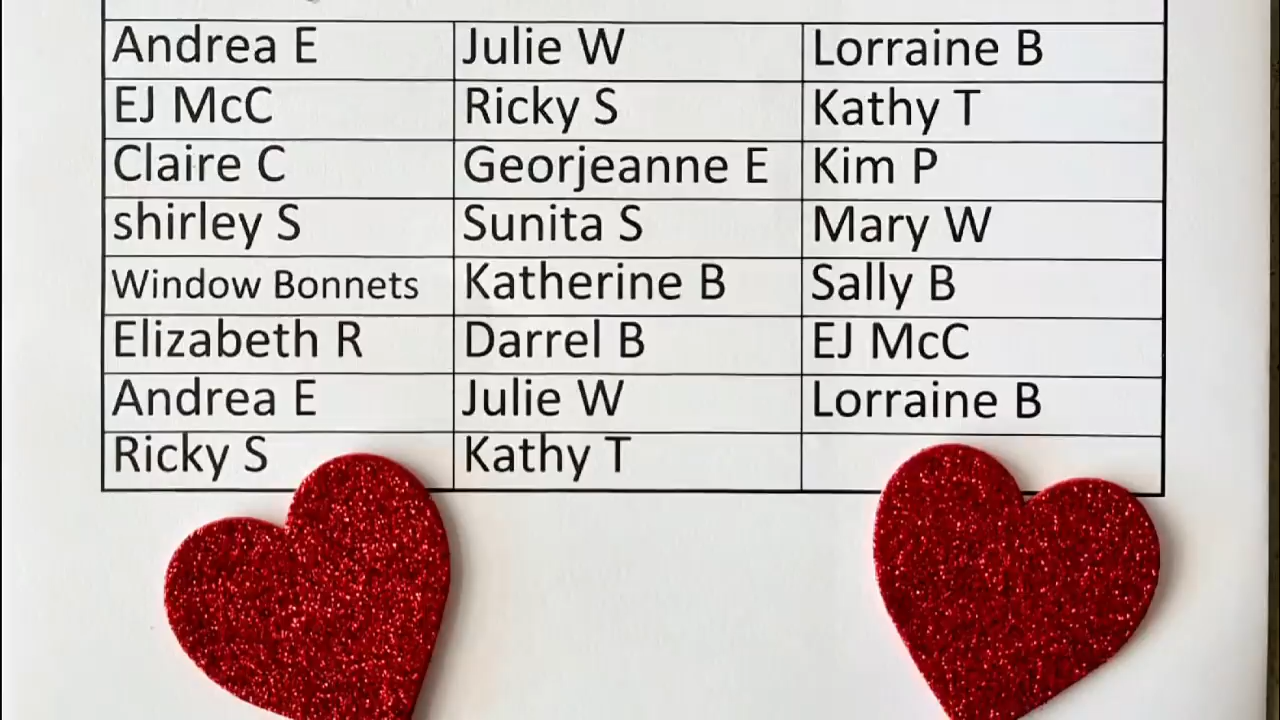 Andrea E Julie W Lorraine B
EJ McC Ricky S Kathy T
Claire C Georjeanne E Kim P
shirley S Sunita S Mary W
Window Bonnets Katherine B Sally B
Elizabeth R Darrel B EJ McC
Andrea E Julie W Lorraine B
Ricky S Kathy T